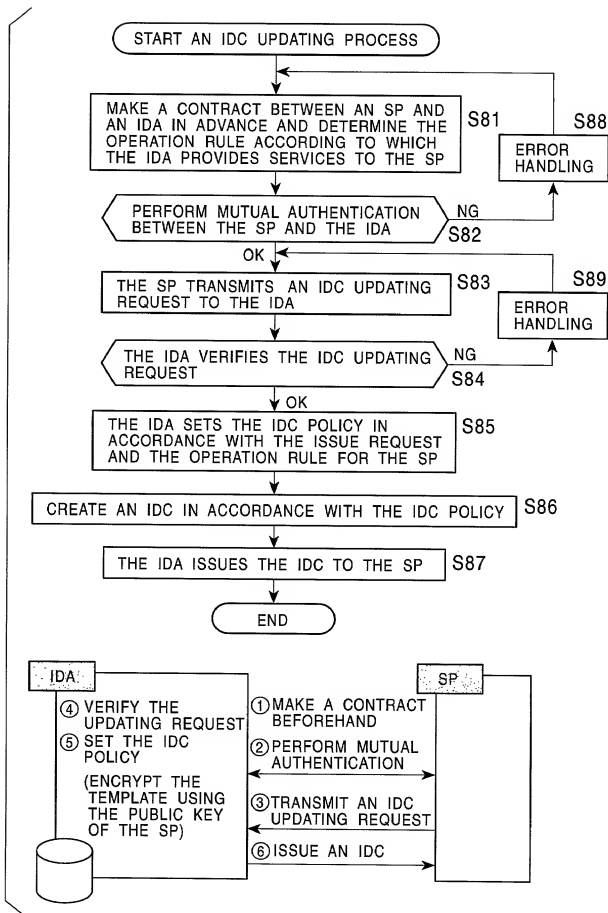 START AN IDC UPDATING PROCESS
MAKE A CONTRACT BETWEEN AN SP AND
AN IDA IN ADVANCE AND DETERMINE THE
OPERATION RULE ACCORDING TO WHICH
THE IDA PROVIDES SERVICES TO THE SP
S81
S88
ERROR
HANDLING
PERFORM MUTUAL AUTHENTICATION
BETWEEN THE SP AND THE IDA
NG
S82
OK
THE SP TRANSMITS AN IDC UPDATING
REQUEST TO THE IDA
S83
S89
ERROR
HANDLING
THE IDA VERIFIES THE IDC UPDATING
REQUEST
NG
S84
OK
THE IDA SETS THE IDC POLICY IN
ACCORDANCE WITH THE ISSUE REQUEST
AND THE OPERATION RULE FOR THE SP
S85
CREATE AN IDC IN ACCORDANCE WITH THE IDC POLICY
S86
THE IDA ISSUES THE IDC TO THE SP
S87
END
IDA
④ VERIFY THE
UPDATING REQUEST
⑤ SET THE IDC
POLICY
(ENCRYPT THE
TEMPLATE USING
THE PUBLIC KEY
OF THE SP)
SP
① MAKE A CONTRACT
BEFOREHAND
② PERFORM MUTUAL
AUTHENTICATION
③ TRANSMIT AN IDC
UPDATING REQUEST
⑥ ISSUE AN IDC